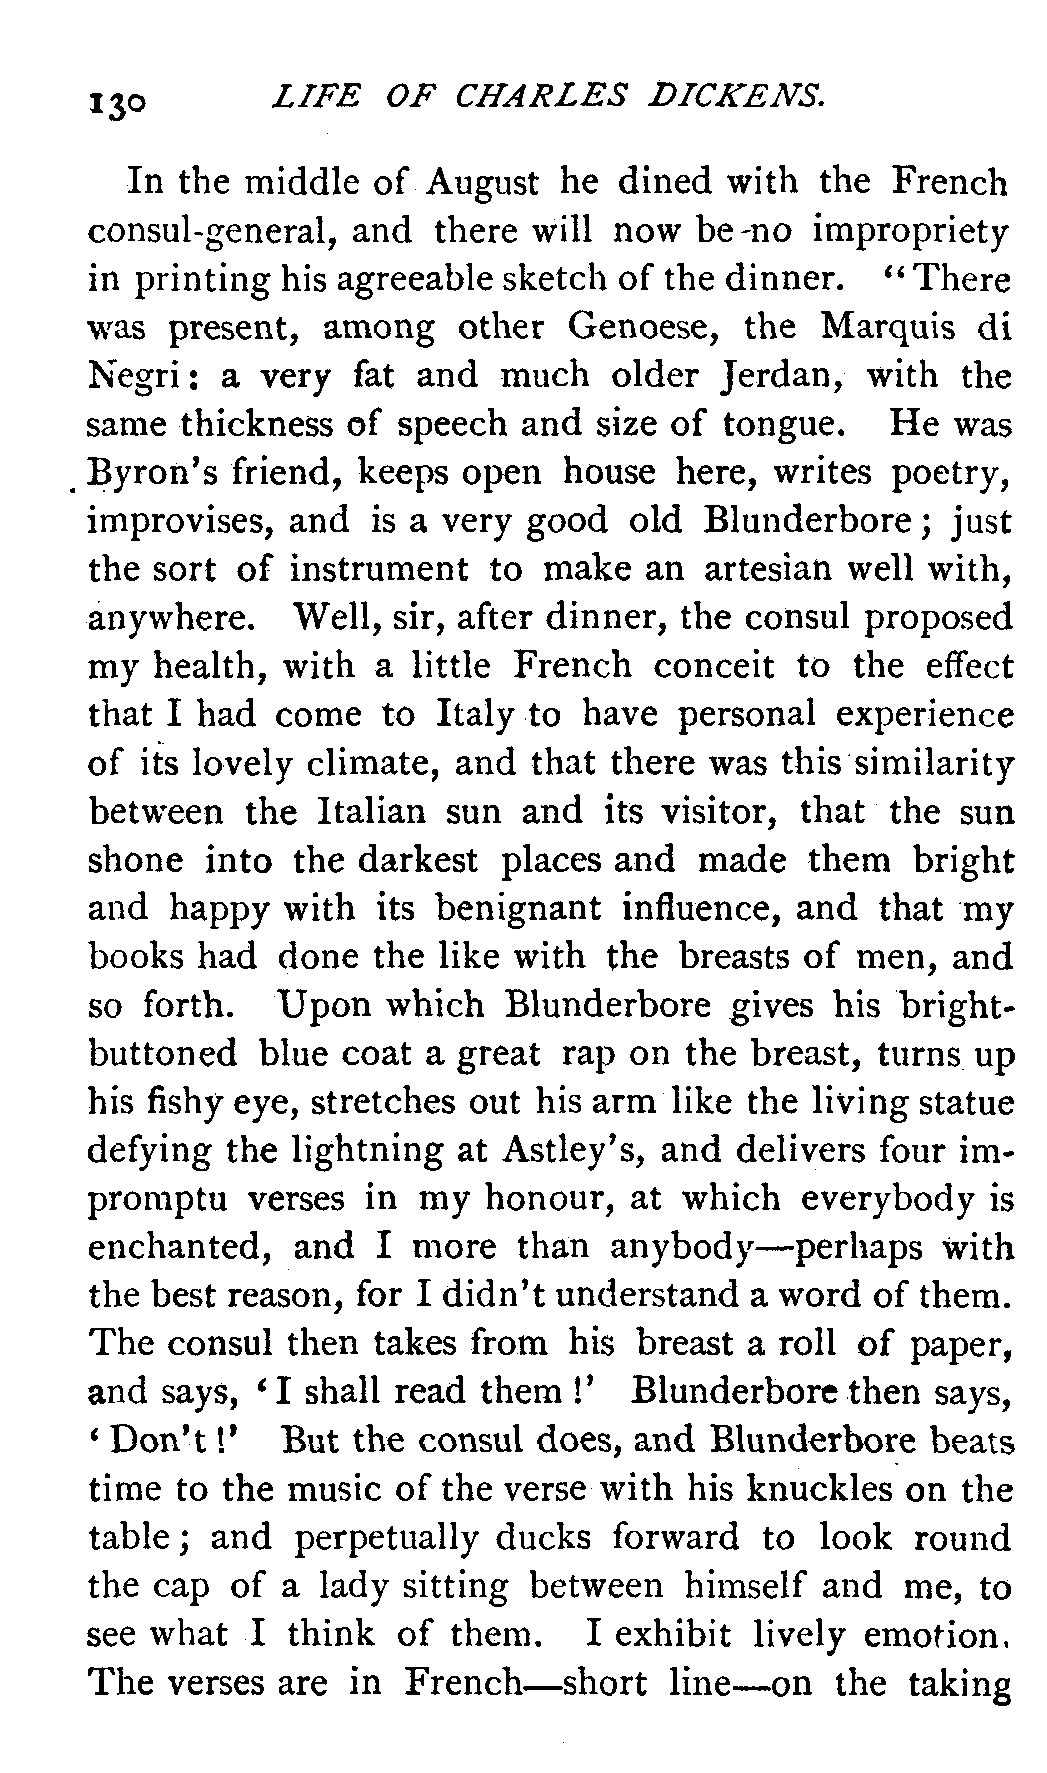 130 LIFE OF CHARLES DICKENS.
In the middle of August he dined with the French
consul-general, and there will now be no impropriety
in printing his agreeable sketch of the dinner. "There
was present, among other Genoese, the Marquis di
Negri: a very fat and much older Jerdan, with the
same thickness of speech and size of tongue. He was
Byron's friend, keeps open house here, writes poetry,
improvises, and is a very good old Blunderbore; just
the sort of instrument to make an artesian well with,
anywhere. Well, sir, after dinner, the consul proposed
my health, with a little French conceit to the effect
that I had come to Italy to have personal experience
of its lovely climate, and that there was this similarity
between the Italian sun and its visitor, that the sun
shone into the darkest places and made them bright
and happy with its benignant influence, and that my
books had done the like with the breasts of men, and
so forth. Upon which Blunderbore gives his bright-
buttoned blue coat a great rap on the breast, turns up
his fishy eye, stretches out his arm like the living statue
defying the lightning at Astley's, and delivers four im-
promptu verses in my honour, at which everybody is
enchanted, and I more than anybody—perhaps with
the best reason, for I didn't understand a word of them.
The consul then takes from his breast a roll of paper,
and says, 'I shall read them!' Blunderbore then says,
'Don't!' But the consul does, and Blunderbore beats
time to the music of the verse with his knuckles on the
table; and perpetually ducks forward to look round
the cap of a lady sitting between himself and me, to
see what I think of them. I exhibit lively emotion.
The verses are in French—short line—on the taking